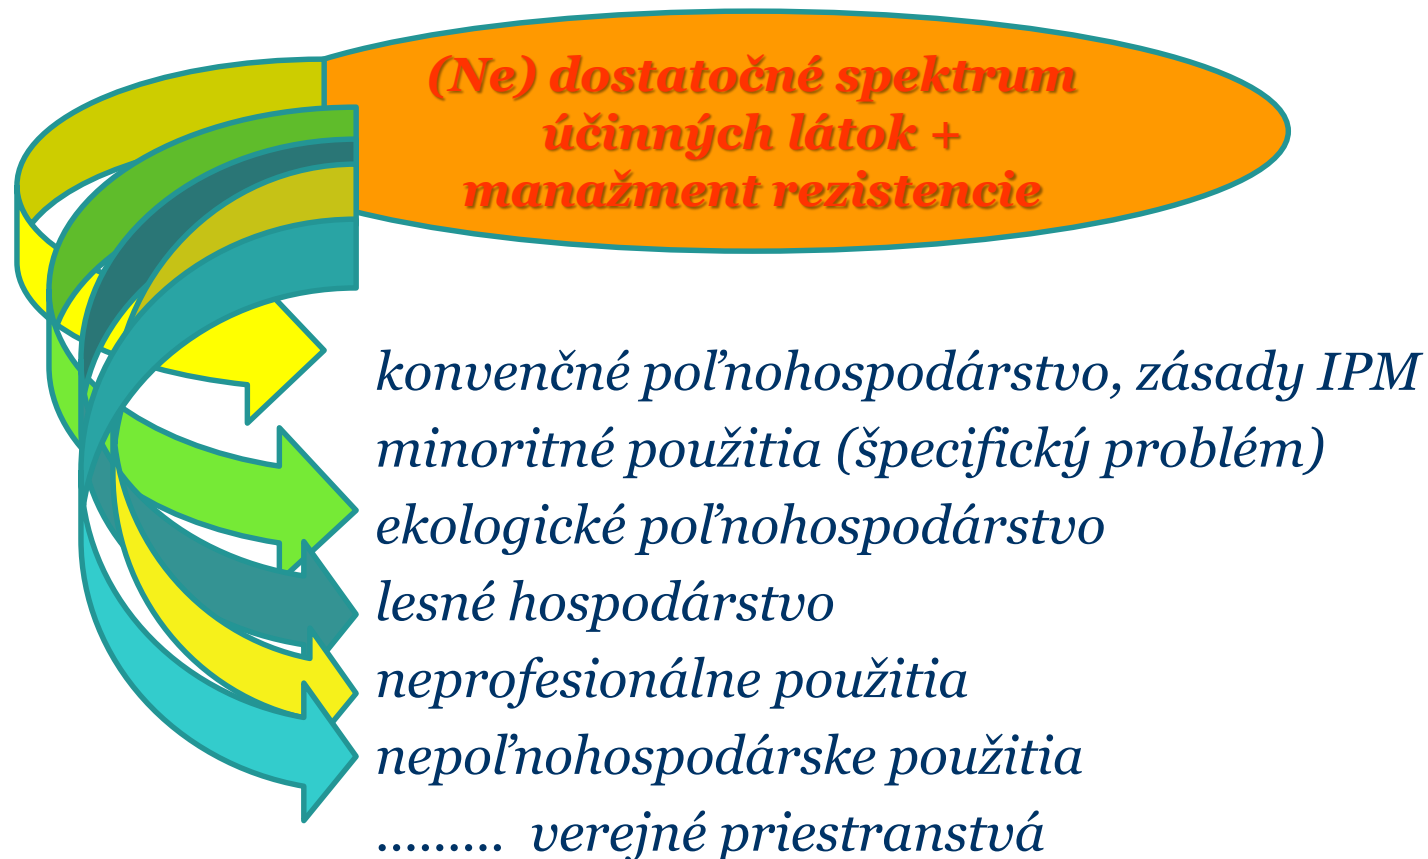 (Ne) dostatočné spektrum
účinných látok +
manažment rezistencie
konvenčné poľnohospodárstvo, zásady IPM
minoritné použitia (špecifický problém)
ekologické poľnohospodárstvo
lesné hospodárstvo
neprofesionálne použitia
nepoľnohospodárske použitia
......... verejné priestranstvá